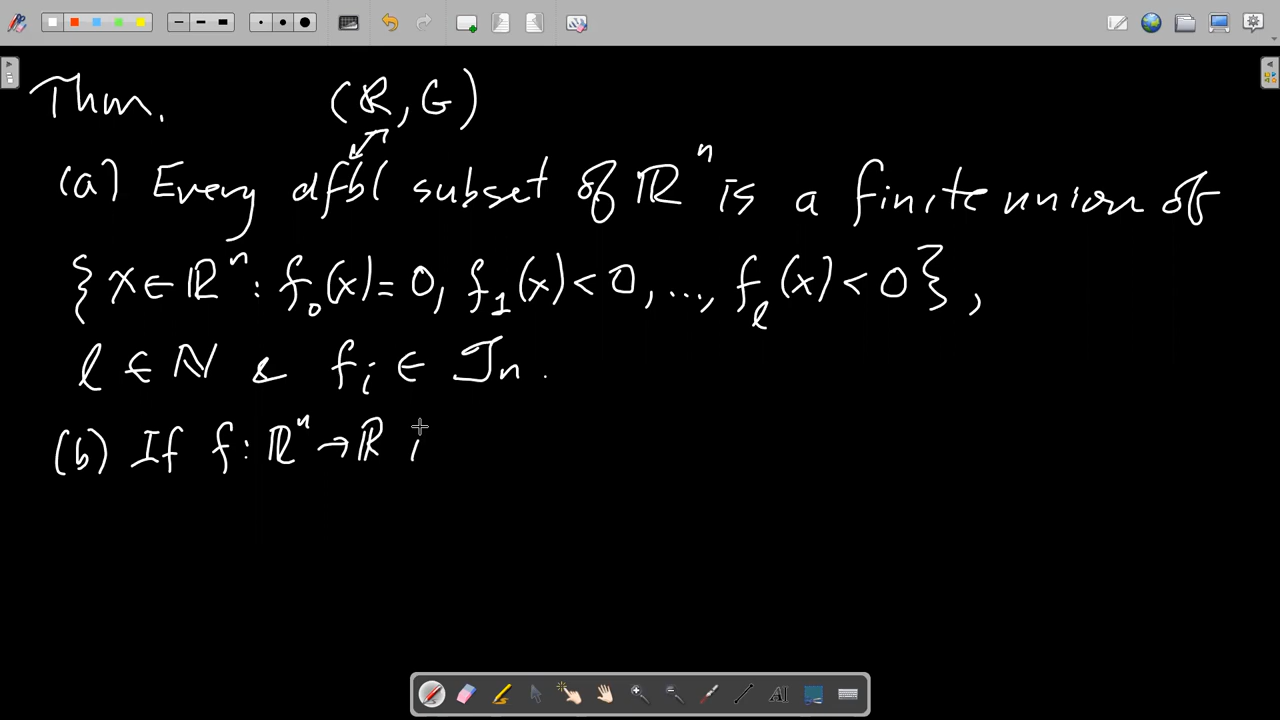 Thm. (ℝ, G)
(a) Every dfbl subset of ℝⁿ is a finite union of
{x ∈ ℝⁿ : f₀(x) = 0, f₁(x) < 0, ..., fₗ(x) < 0},
l ∈ ℕ & fᵢ ∈ 𝒥ₙ.
(b) If f : ℝⁿ → ℝ i